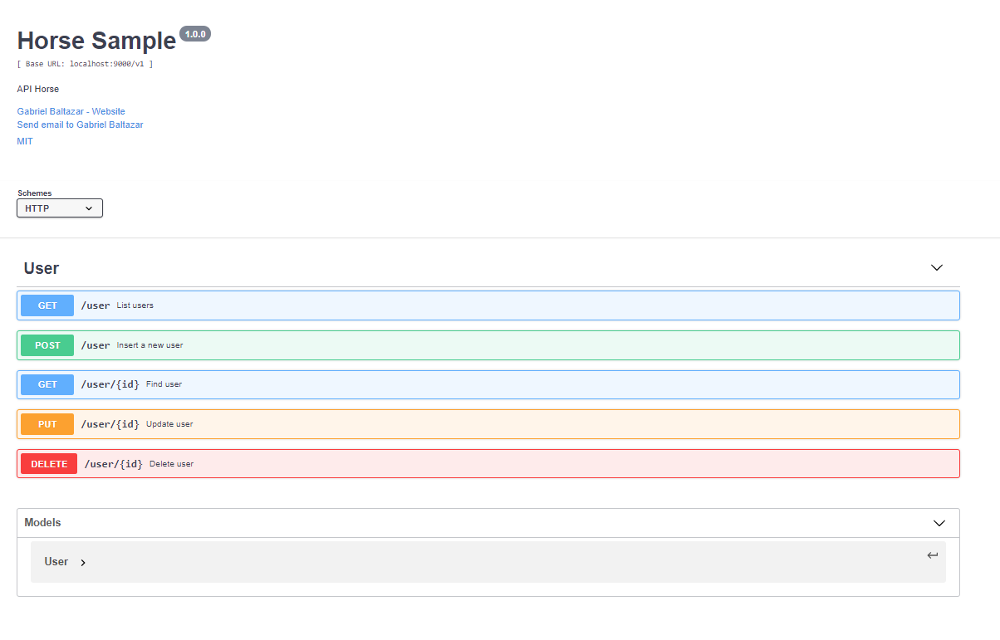 Horse Sample 1.0.0
[ Base URL: localhost:9000/v1 ]
API Horse
Gabriel Baltazar - Website
Send email to Gabriel Baltazar
MIT
Schemes
HTTP
User
GET /user List users
POST /user Insert a new user
GET /user/{id} Find user
PUT /user/{id} Update user
DELETE /user/{id} Delete user
Models
User